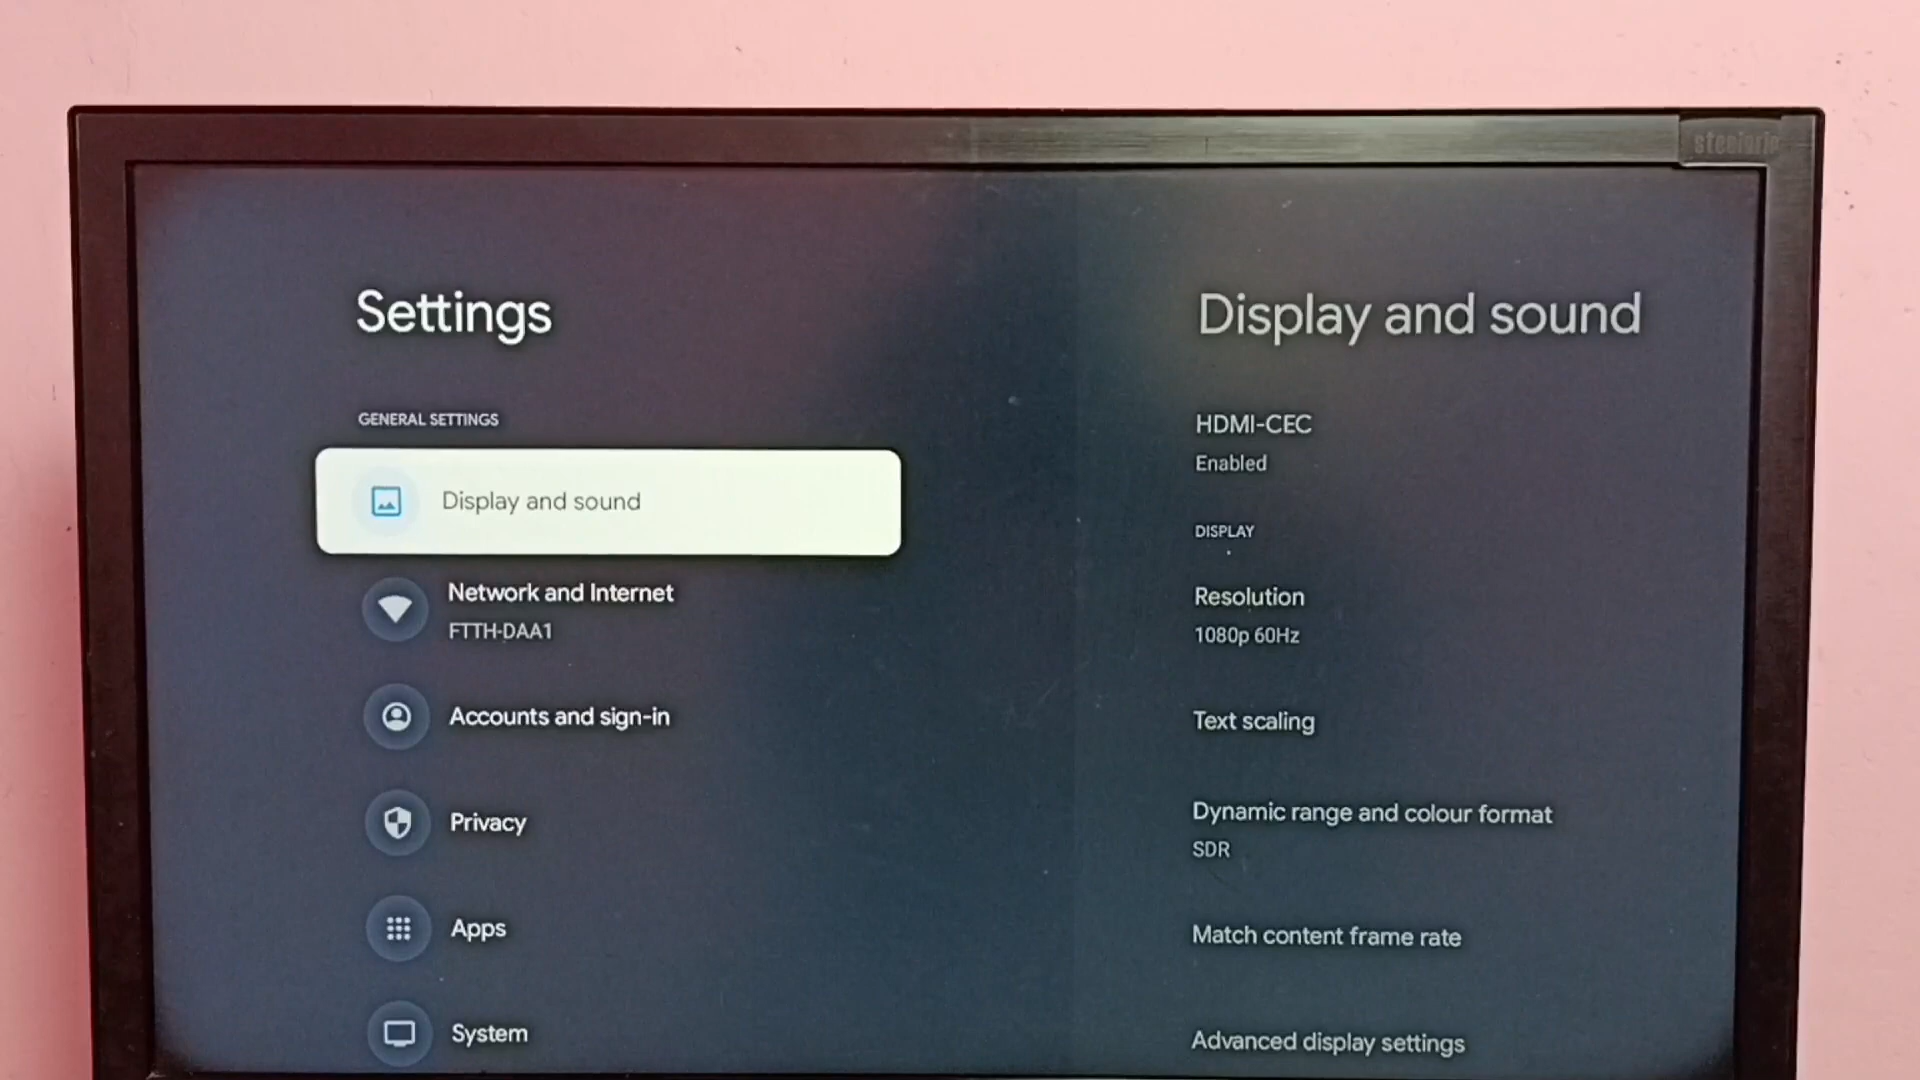 Settings
GENERAL SETTINGS
Display and sound
Network and Internet
FTTH-DAA1
Accounts and sign-in
Privacy
Apps
System
Display and sound
HDMI-CEC
Enabled
DISPLAY
Resolution
1080p 60Hz
Text scaling
Dynamic range and colour format
SDR
Match content frame rate
Advanced display settings